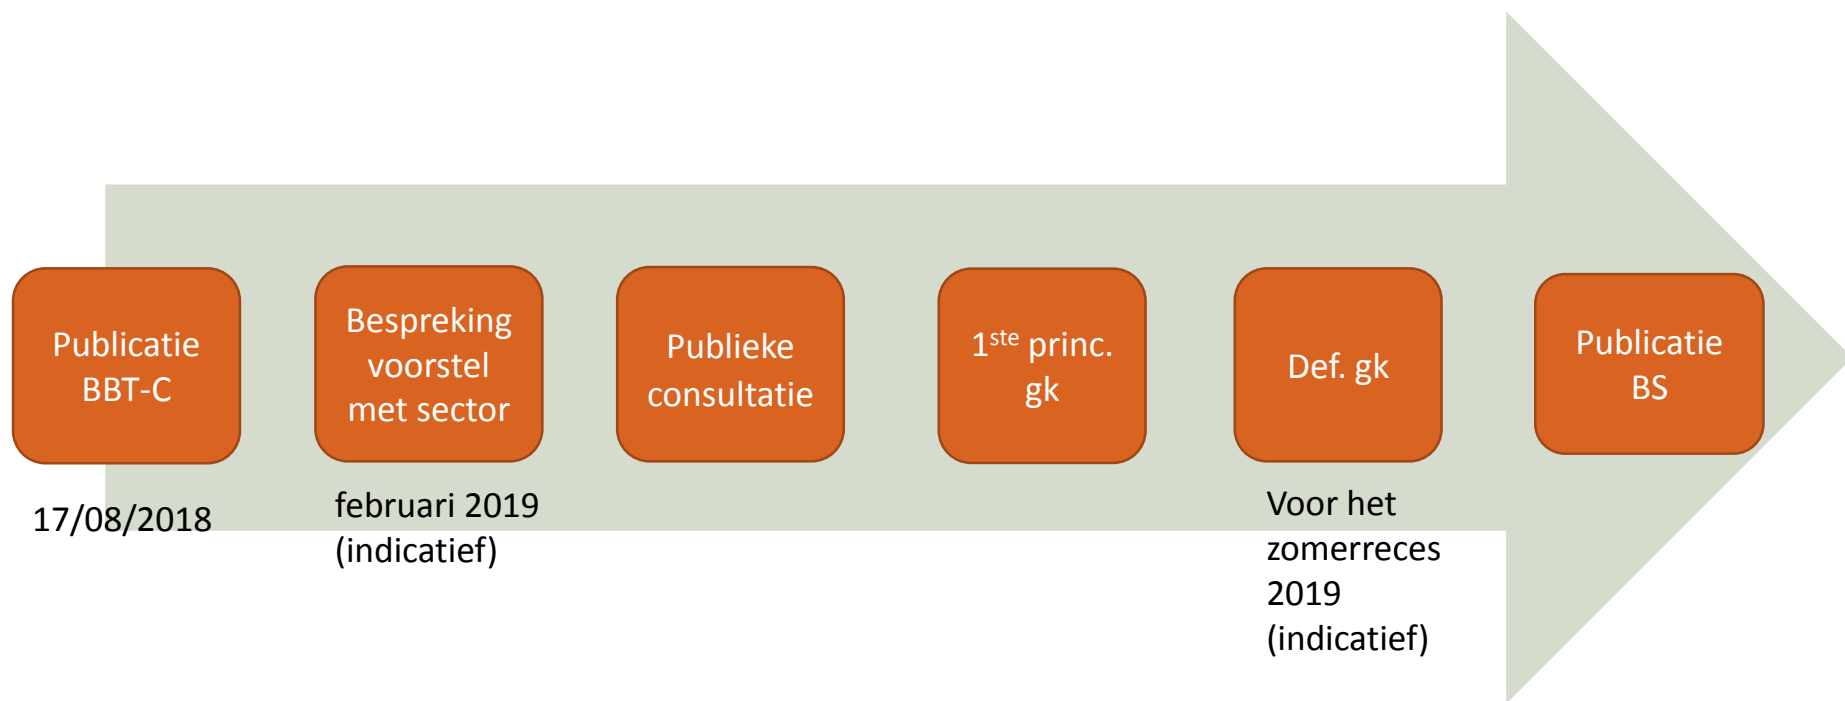 Publicatie
BBT-C
Bespreking
voorstel
met sector
Publieke
consultatie
1ste princ.
gk
Def. gk
Publicatie
BS
17/08/2018
februari 2019
(indicatief)
Voor het
zomerreces
2019
(indicatief)